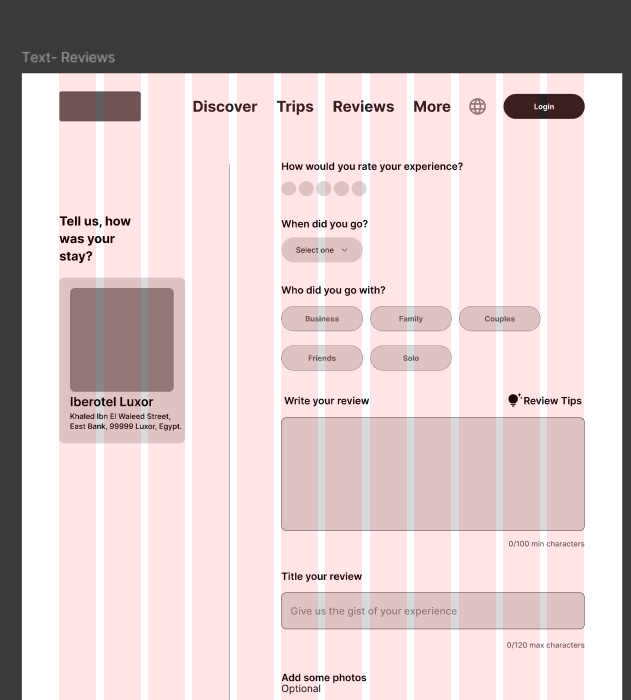 Text- Reviews
Discover Trips Reviews More Login
How would you rate your experience?
Tell us, how
was your
stay?
When did you go?
Select one
Who did you go with?
Business Family Couples
Friends Solo
Iberotel Luxor
Khaled Ibn El Waleed Street,
East Bank, 99999 Luxor, Egypt.
Write your review Review Tips
0/100 min characters
Title your review
Give us the gist of your experience
0/120 max characters
Add some photos
Optional